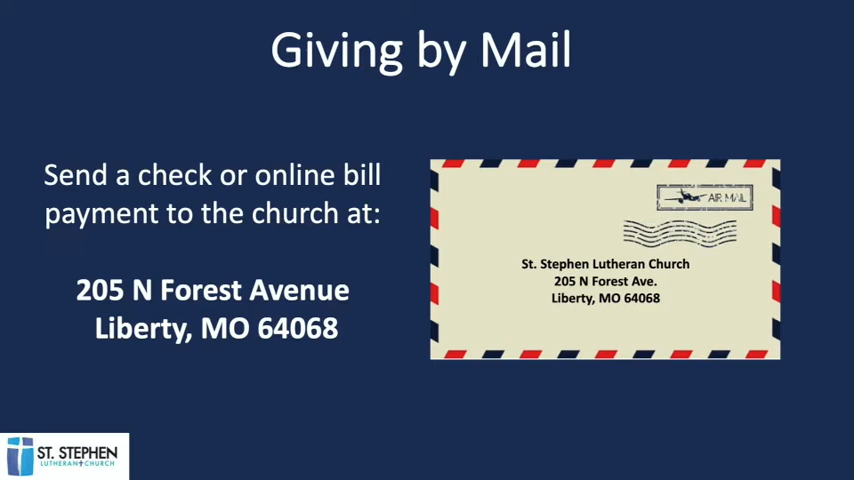 Giving by Mail
Send a check or online bill
payment to the church at:
205 N Forest Avenue
Liberty, MO 64068
AIR MAIL
St. Stephen Lutheran Church
205 N Forest Ave.
Liberty, MO 64068
ST. STEPHEN
LUTHERAN CHURCH